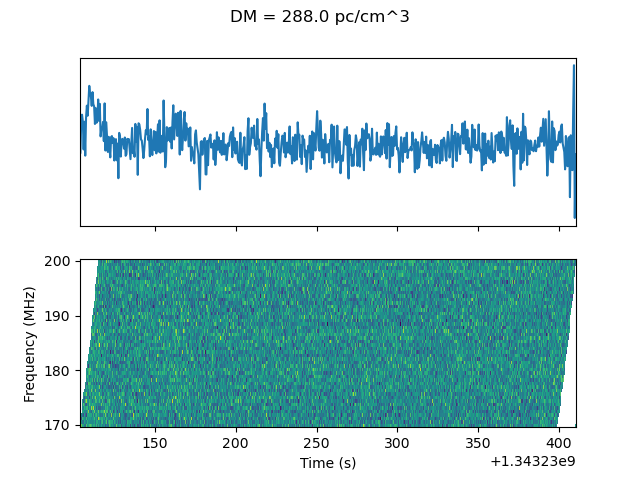 DM = 288.0 pc/cm^3
200
190
180
170
Frequency (MHz)
150 200 250 300 350 400
Time (s)
+1.34323e9